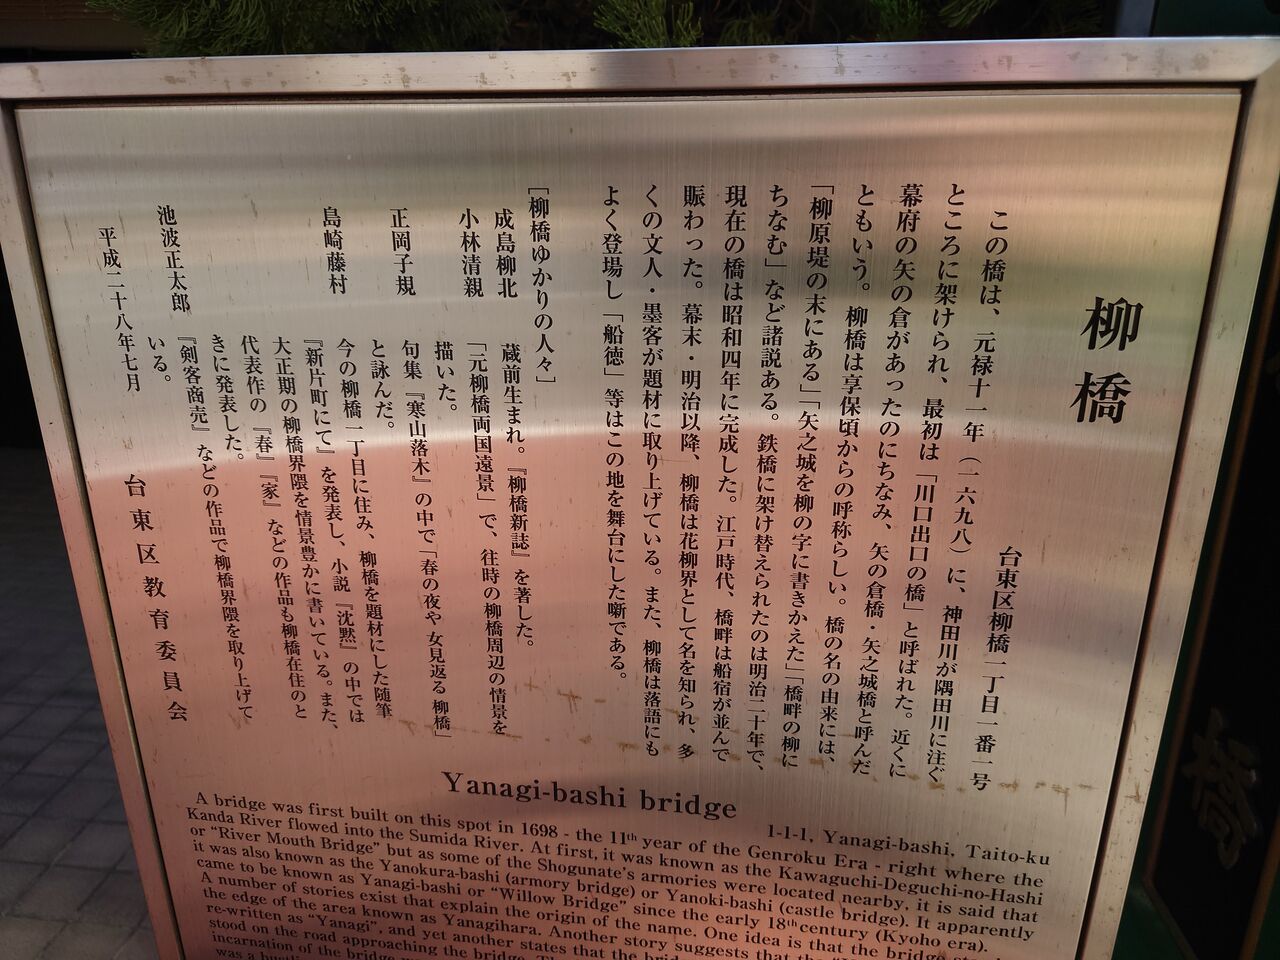 柳橋
台東区柳橋一丁目一番一号
この橋は、元禄十一年（一六九八）に、神田川が隅田川に注ぐ
ところに架けられ、最初は「川口出口の橋」と呼ばれた。近くに
幕府の矢の倉があったのにちなみ、矢の倉橋・矢之城橋と呼んだ
ともいう。柳橋は享保頃からの呼称らしい。橋の名の由来には、
「柳原堤の末にある」「矢之城を柳の字に書きかえた」「橋畔の柳に
ちなむ」など諸説ある。鉄橋に架け替えられたのは明治二十年で、
現在の橋は昭和四年に完成した。江戸時代、橋畔は船宿が並んで
賑わった。幕末・明治以降、柳橋は花柳界として名を知られ、多
くの文人・墨客が題材に取り上げている。また、柳橋は落語にも
よく登場し「船徳」等はこの地を舞台にした噺である。
［柳橋ゆかりの人々］
成島柳北 蔵前生まれ。『柳橋新誌』を著した。
小林清親 「元柳橋両国遠景」で、往時の柳橋周辺の情景を
描いた。
正岡子規 句集『寒山落木』の中で「春の夜や 女見返る 柳橋」
と詠んだ。
島崎藤村 今の柳橋一丁目に住み、柳橋を題材にした随筆
『新片町にて』を発表し、小説『沈黙』の中では
大正期の柳橋界隈を情景豊かに書いている。また、
代表作の『春』『家』などの作品も柳橋在住のと
きに発表した。
池波正太郎 『剣客商売』などの作品で柳橋界隈を取り上げて
いる。
平成二十八年七月
台東区教育委員会
Yanagi-bashi bridge
1-1-1, Yanagi-bashi, Taito-ku
A bridge was first built on this spot in 1698 - the 11th year of the Genroku Era - right where the
Kanda River flowed into the Sumida River. At first, it was known as the Kawaguchi-Deguchi-no-Hashi
or "River Mouth Bridge" but as some of the Shogunate's armories were located nearby, it is said that
it was also known as the Yanokura-bashi (armory bridge) or Yanoki-bashi (castle bridge). It apparently
came to be known as Yanagi-bashi or "Willow Bridge" since the early 18th century (Kyoho era).
A number of stories exist that explain the origin of the name. One idea is that the bridge
the edge of the area known as Yanagihara. Another story suggests that the
re-written as "Yanagi", and yet another states that the
stood on the road approaching the bridge.
incarnation of the bridge
was a
橋